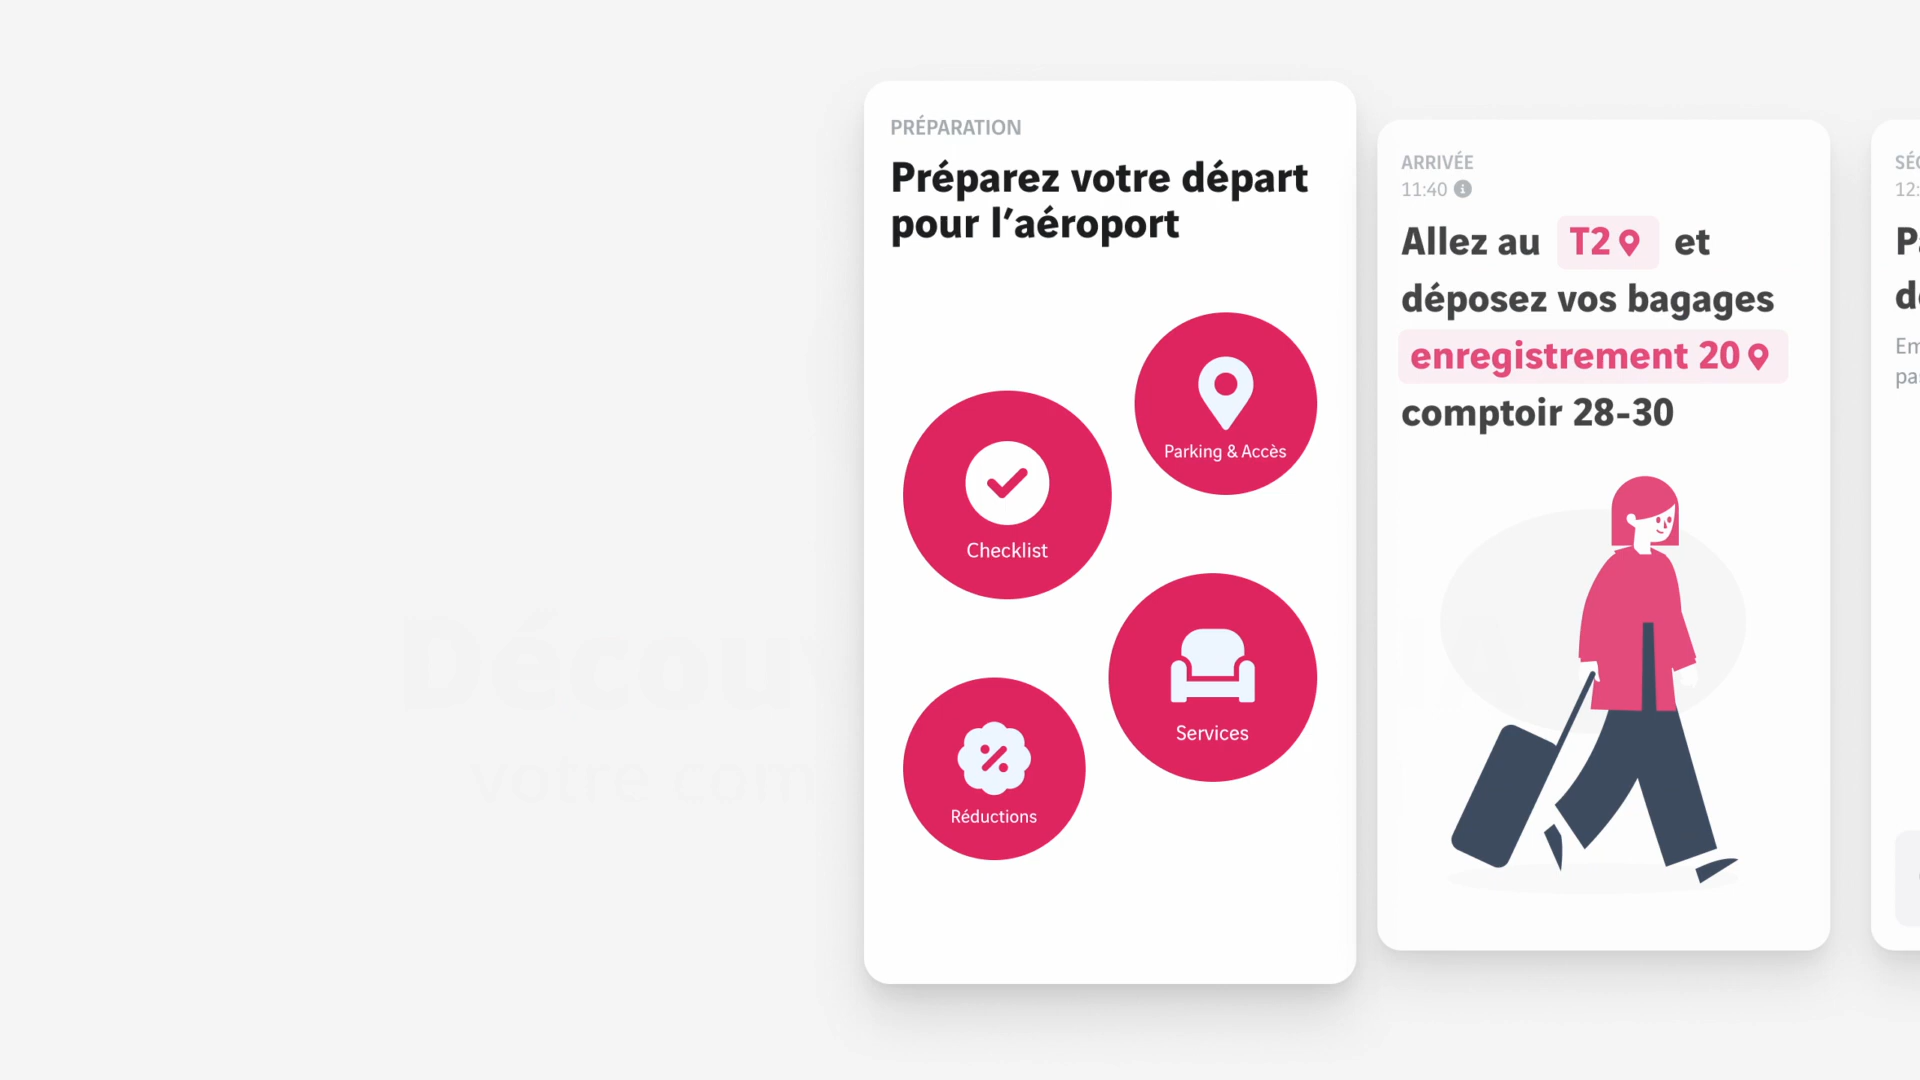 PRÉPARATION
Préparez votre départ
pour l’aéroport
Parking & Accès
Checklist
Services
Réductions
ARRIVÉE
11:40
Allez au T2 et
déposez vos bagages
enregistrement 20
comptoir 28-30
votre